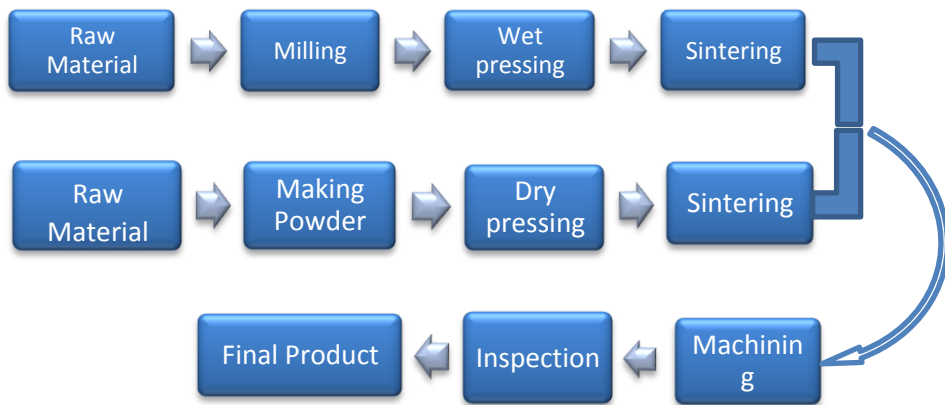 Raw
Material
Milling
Wet
pressing
Sintering
Raw
Material
Making
Powder
Dry
pressing
Sintering
Final Product
Inspection
Machinin
g